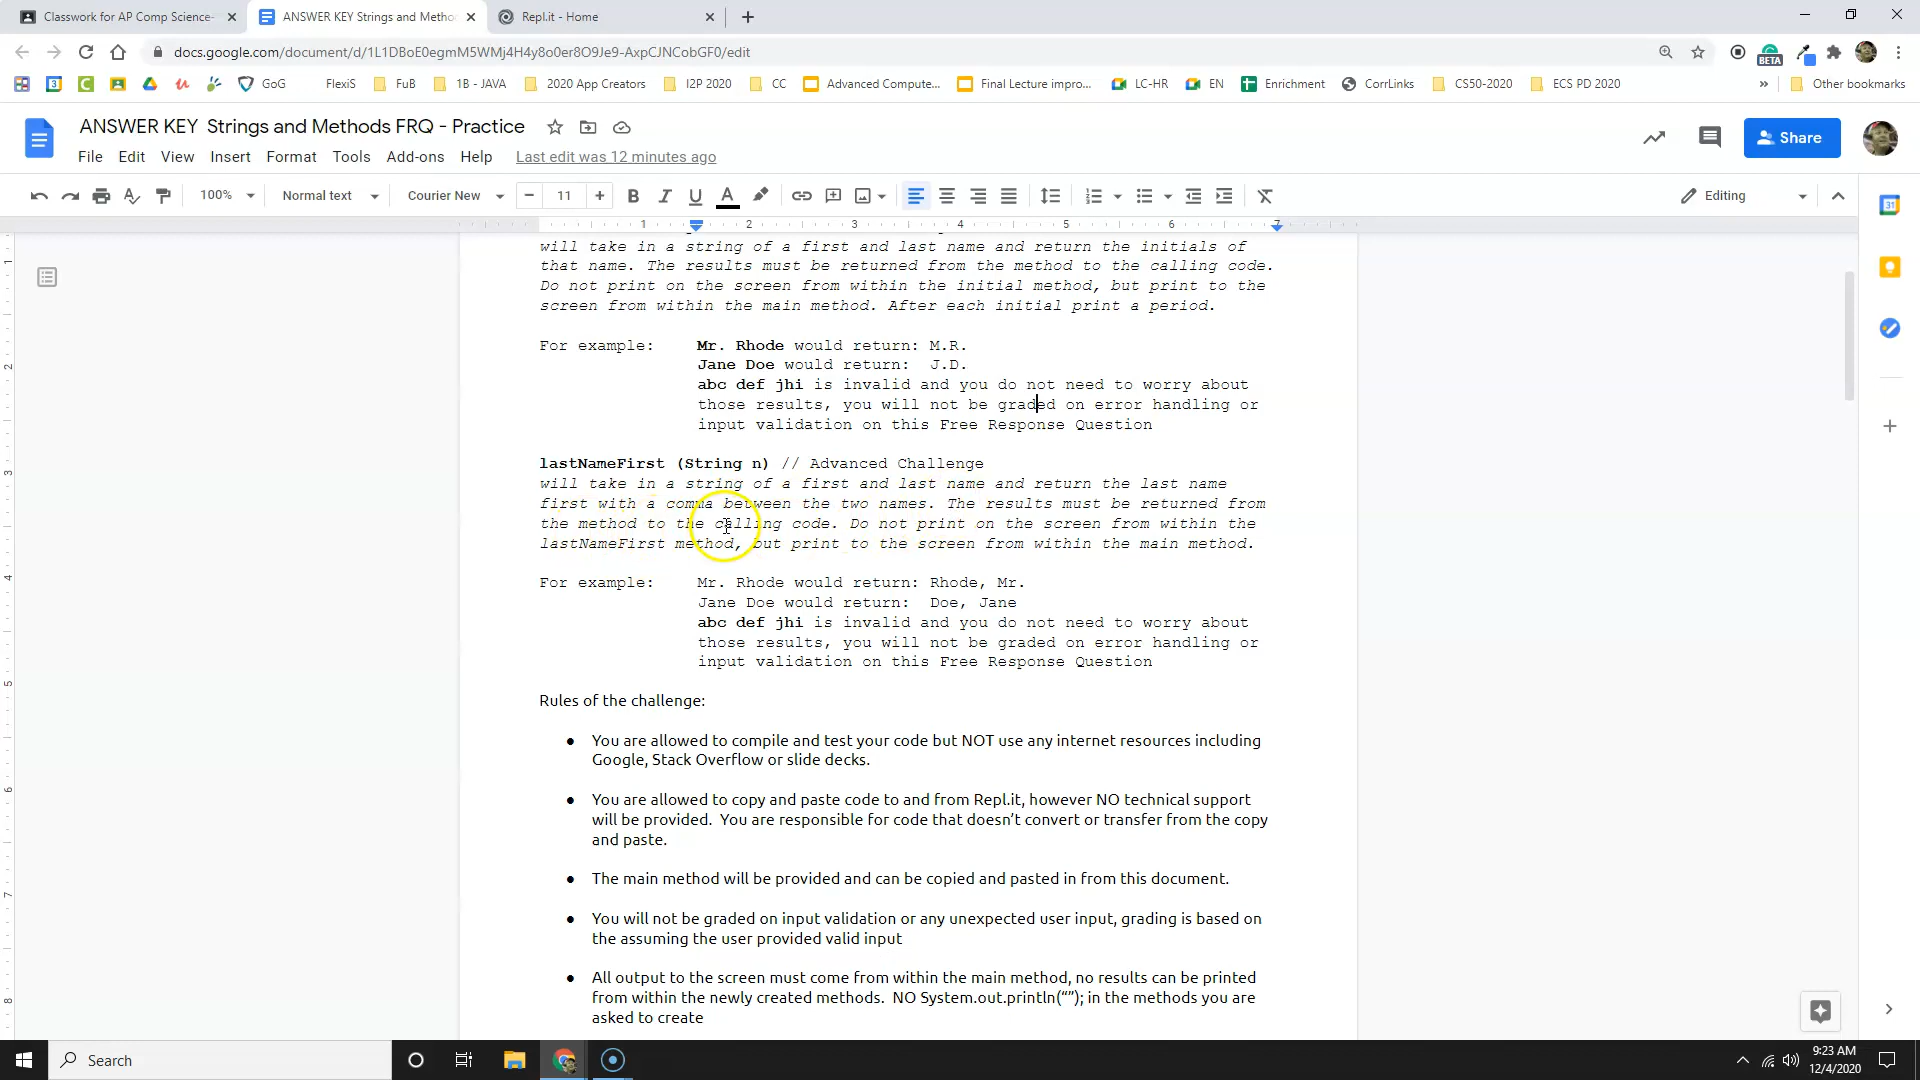 Classwork for AP Comp Science-
ANSWER KEY Strings and Metho
Repl.it - Home
docs.google.com/document/d/1L1DBoE0egmM5WMj4H4y8o0er8O9Je9-AxpCJNCobGF0/edit
BETA
GoG
FlexiS
FuB
1B - JAVA
2020 App Creators
I2P 2020
CC
Advanced Compute...
Final Lecture impro...
LC-HR
EN
Enrichment
CorrLinks
CS50-2020
ECS PD 2020
Other bookmarks
ANSWER KEY Strings and Methods FRQ - Practice
Share
File Edit View Insert Format Tools Add-ons Help Last edit was 12 minutes ago
100% Normal text Courier New 11 Editing
1 2 3 4 5 6 7
will take in a string of a first and last name and return the initials of
that name. The results must be returned from the method to the calling code.
Do not print on the screen from within the initial method, but print to the
screen from within the main method. After each initial print a period.
For example: Mr. Rhode would return: M.R.
Jane Doe would return: J.D.
abc def jhi is invalid and you do not need to worry about
those results, you will not be graded on error handling or
input validation on this Free Response Question
lastNameFirst (String n) // Advanced Challenge
will take in a string of a first and last name and return the last name
first with a comma between the two names. The results must be returned from
the method to the calling code. Do not print on the screen from within the
lastNameFirst method, but print to the screen from within the main method.
For example: Mr. Rhode would return: Rhode, Mr.
Jane Doe would return: Doe, Jane
abc def jhi is invalid and you do not need to worry about
those results, you will not be graded on error handling or
input validation on this Free Response Question
Rules of the challenge:
● You are allowed to compile and test your code but NOT use any internet resources including
Google, Stack Overflow or slide decks.
● You are allowed to copy and paste code to and from Repl.it, however NO technical support
will be provided. You are responsible for code that doesn’t convert or transfer from the copy
and paste.
● The main method will be provided and can be copied and pasted in from this document.
● You will not be graded on input validation or any unexpected user input, grading is based on
the assuming the user provided valid input
● All output to the screen must come from within the main method, no results can be printed
from within the newly created methods. NO System.out.println(“”); in the methods you are
asked to create
Search
9:23 AM
12/4/2020